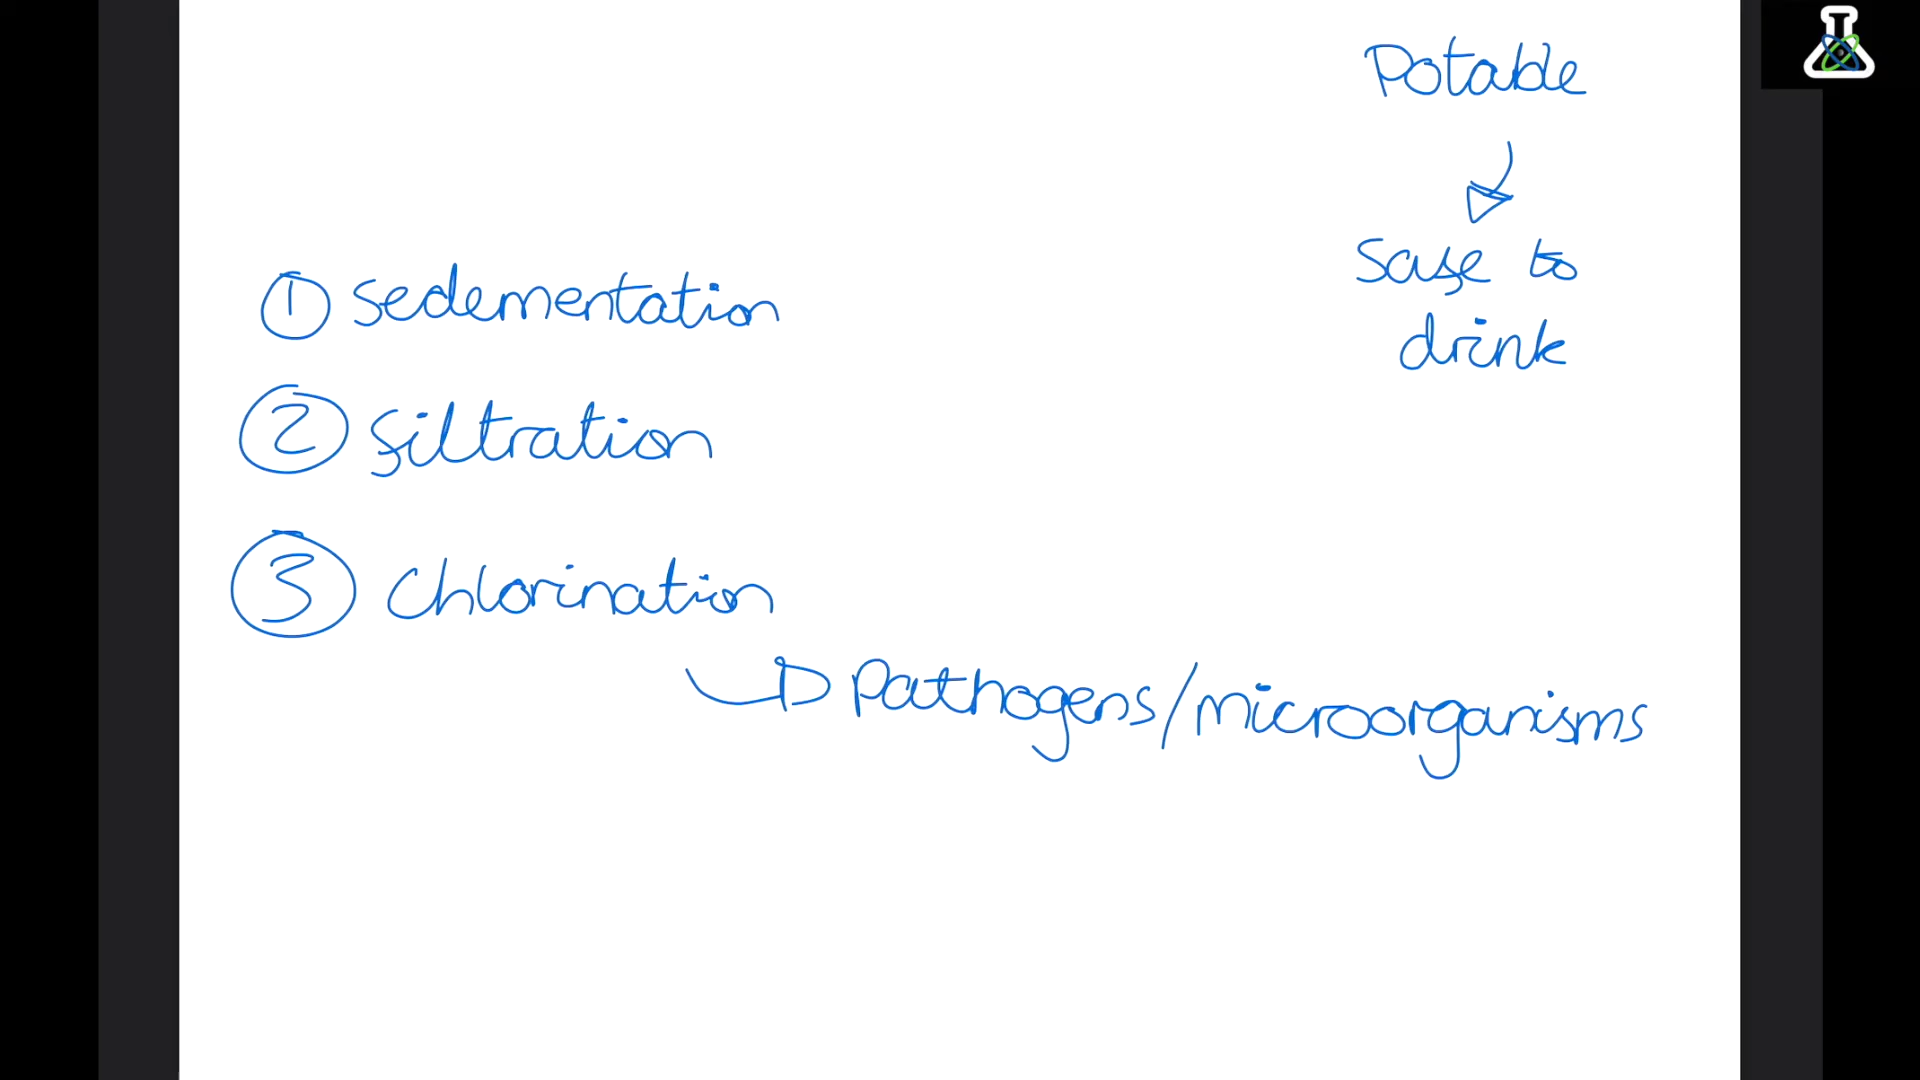 Potable
safe to
drink
1 sedementation
2 filtration
3 Chlorination
Pathogens/microorganisms